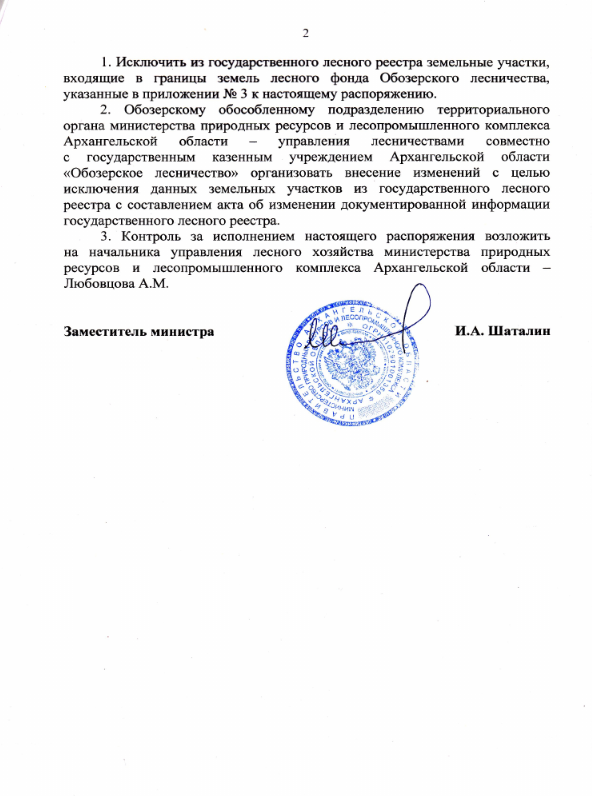 2
1. Исключить из государственного лесного реестра земельные участки,
входящие в границы земель лесного фонда Обозерского лесничества,
указанные в приложении № 3 к настоящему распоряжению.
2. Обозерскому обособленному подразделению территориального
органа министерства природных ресурсов и лесопромышленного комплекса
Архангельской области – управления лесничествами совместно
с государственным казенным учреждением Архангельской области
«Обозерское лесничество» организовать внесение изменений с целью
исключения данных земельных участков из государственного лесного
реестра с составлением акта об изменении документированной информации
государственного лесного реестра.
3. Контроль за исполнением настоящего распоряжения возложить
на начальника управления лесного хозяйства министерства природных
ресурсов и лесопромышленного комплекса Архангельской области –
Любовцова А.М.
Заместитель министра И.А. Шаталин
ПРАВИТЕЛЬСТВО АРХАНГЕЛЬСКОЙ ОБЛАСТИ